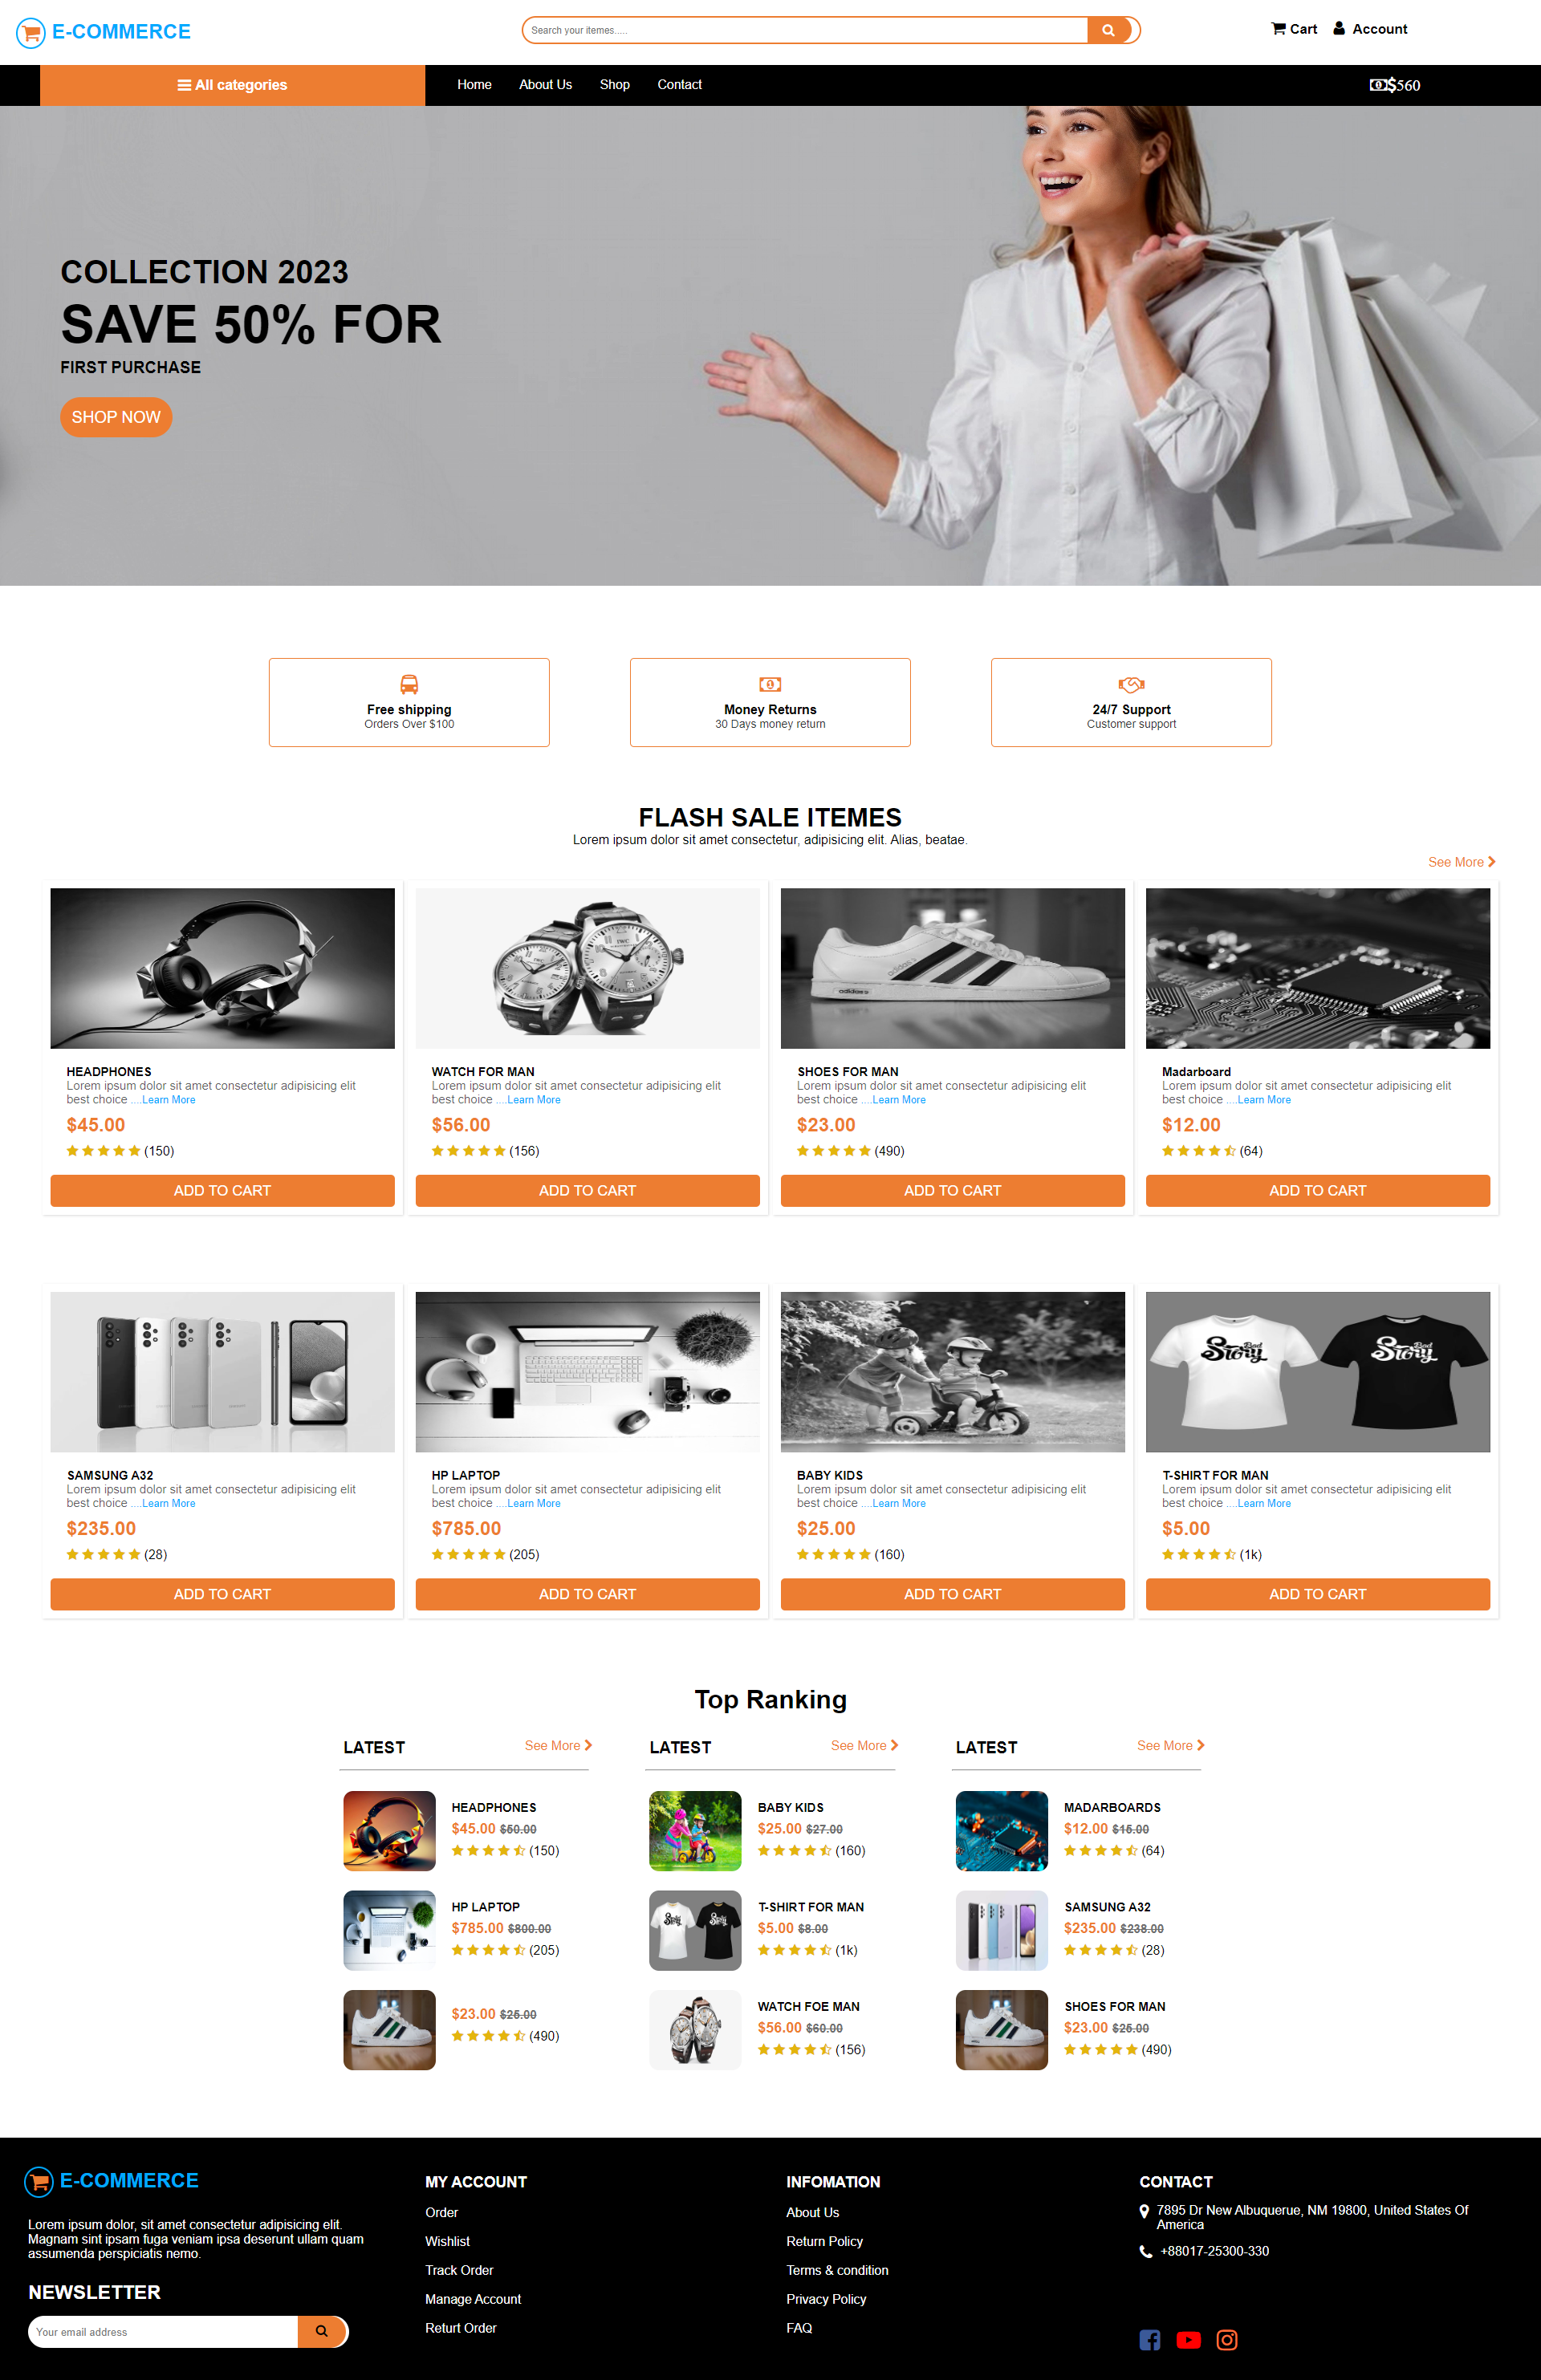 E-COMMERCE
Search your itemes.....
Cart
Account
All categories
Home
About Us
Shop
Contact
$560
COLLECTION 2023
SAVE 50% FOR
FIRST PURCHASE
SHOP NOW
Free shipping
Orders Over $100
Money Returns
30 Days money return
24/7 Support
Customer support
FLASH SALE ITEMES
Lorem ipsum dolor sit amet consectetur, adipisicing elit. Alias, beatae.
See More
HEADPHONES
Lorem ipsum dolor sit amet consectetur adipisicing elit
best choice ....Learn More
$45.00
(150)
ADD TO CART
IWC
WATCH FOR MAN
Lorem ipsum dolor sit amet consectetur adipisicing elit
best choice ....Learn More
$56.00
(156)
ADD TO CART
adidas
adidas
SHOES FOR MAN
Lorem ipsum dolor sit amet consectetur adipisicing elit
best choice ....Learn More
$23.00
(490)
ADD TO CART
Madarboard
Lorem ipsum dolor sit amet consectetur adipisicing elit
best choice ....Learn More
$12.00
(64)
ADD TO CART
SAMSUNG A32
Lorem ipsum dolor sit amet consectetur adipisicing elit
best choice ....Learn More
$235.00
(28)
ADD TO CART
HP LAPTOP
Lorem ipsum dolor sit amet consectetur adipisicing elit
best choice ....Learn More
$785.00
(205)
ADD TO CART
BABY KIDS
Lorem ipsum dolor sit amet consectetur adipisicing elit
best choice ....Learn More
$25.00
(160)
ADD TO CART
Bad
Story
Bad
Story
T-SHIRT FOR MAN
Lorem ipsum dolor sit amet consectetur adipisicing elit
best choice ....Learn More
$5.00
(1k)
ADD TO CART
Top Ranking
LATEST
See More
HEADPHONES
$45.00 $50.00
(150)
HP LAPTOP
$785.00 $800.00
(205)
$23.00 $25.00
(490)
LATEST
See More
BABY KIDS
$25.00 $27.00
(160)
Story
Story
T-SHIRT FOR MAN
$5.00 $8.00
(1k)
WATCH FOE MAN
$56.00 $60.00
(156)
LATEST
See More
MADARBOARDS
$12.00 $15.00
(64)
SAMSUNG A32
$235.00 $238.00
(28)
SHOES FOR MAN
$23.00 $25.00
(490)
E-COMMERCE
Lorem ipsum dolor, sit amet consectetur adipisicing elit.
Magnam sint ipsam fuga veniam ipsa deserunt ullam quam
assumenda perspiciatis nemo.
NEWSLETTER
Your email address
MY ACCOUNT
Order
Wishlist
Track Order
Manage Account
Returt Order
INFOMATION
About Us
Return Policy
Terms & condition
Privacy Policy
FAQ
CONTACT
7895 Dr New Albuquerue, NM 19800, United States Of
America
+88017-25300-330